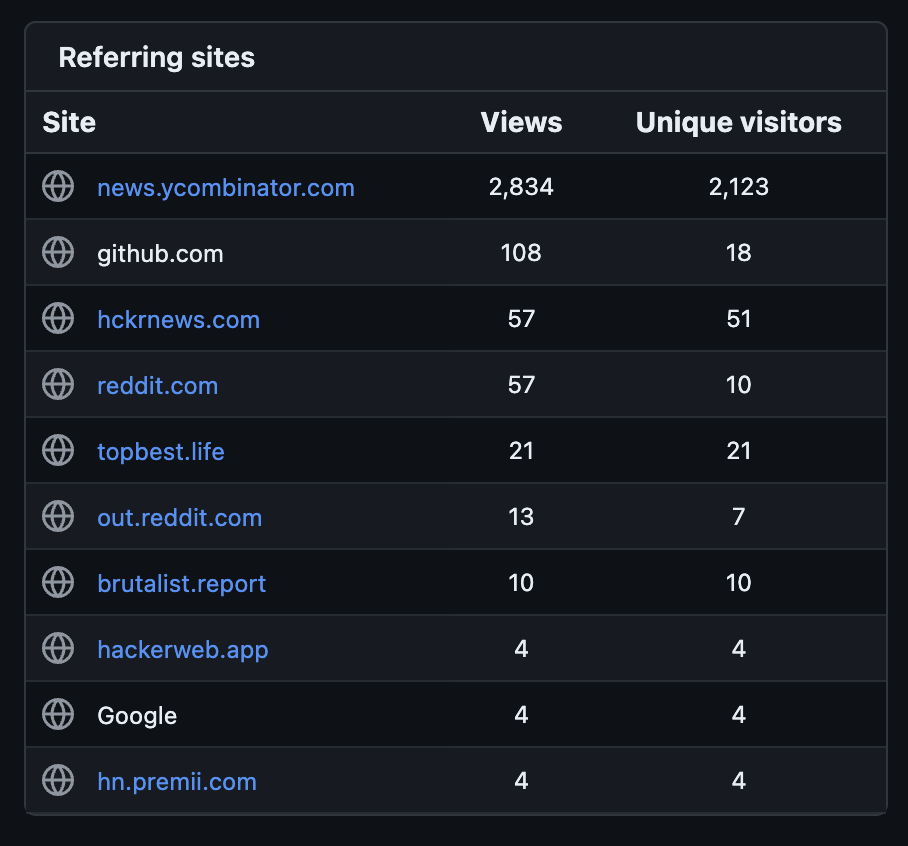 Referring sites
Site Views Unique visitors
news.ycombinator.com 2,834 2,123
github.com 108 18
hckrnews.com 57 51
reddit.com 57 10
topbest.life 21 21
out.reddit.com 13 7
brutalist.report 10 10
hackerweb.app 4 4
Google 4 4
hn.premii.com 4 4